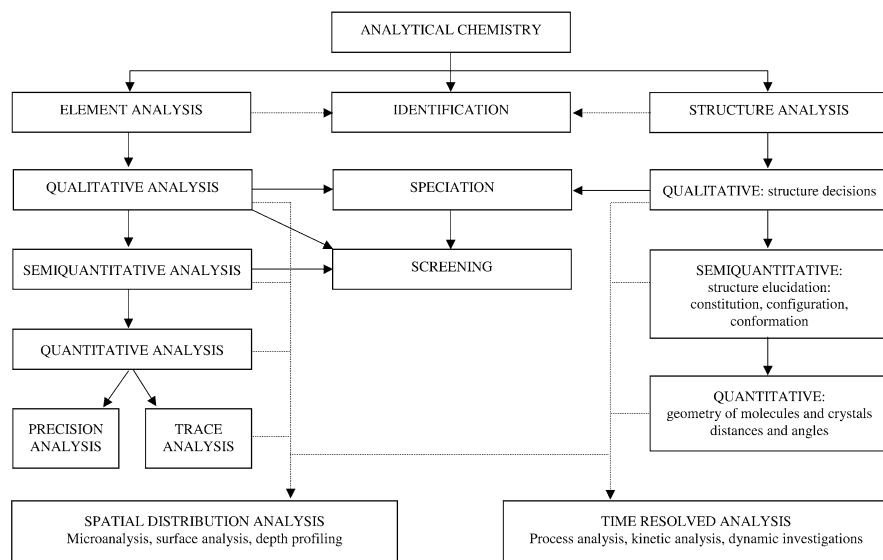 ANALYTICAL CHEMISTRY
ELEMENT ANALYSIS
IDENTIFICATION
STRUCTURE ANALYSIS
QUALITATIVE ANALYSIS
SPECIATION
QUALITATIVE: structure decisions
SEMIQUANTITATIVE ANALYSIS
SCREENING
SEMIQUANTITATIVE:
structure elucidation:
constitution, configuration,
conformation
QUANTITATIVE ANALYSIS
QUANTITATIVE:
geometry of molecules and crystals
distances and angles
PRECISION
ANALYSIS
TRACE
ANALYSIS
SPATIAL DISTRIBUTION ANALYSIS
Microanalysis, surface analysis, depth profiling
TIME RESOLVED ANALYSIS
Process analysis, kinetic analysis, dynamic investigations